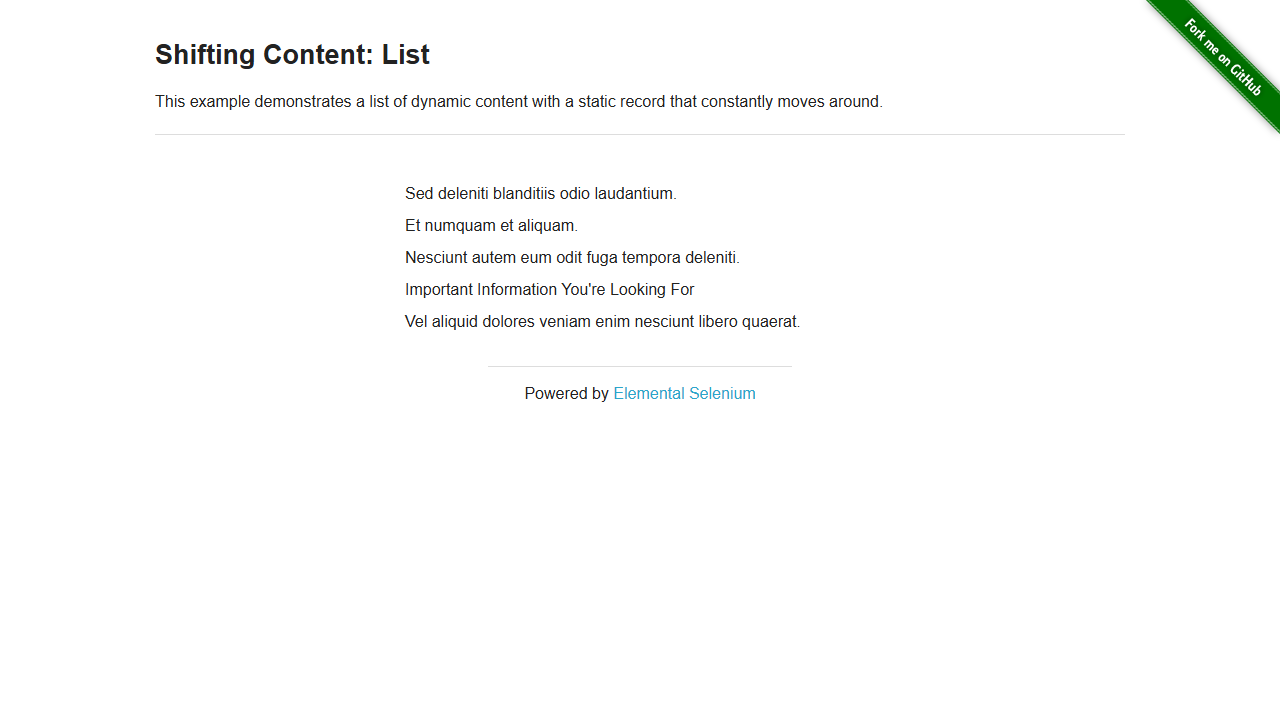 Fork me on GitHub
Shifting Content: List
This example demonstrates a list of dynamic content with a static record that constantly moves around.
Sed deleniti blanditiis odio laudantium.
Et numquam et aliquam.
Nesciunt autem eum odit fuga tempora deleniti.
Important Information You're Looking For
Vel aliquid dolores veniam enim nesciunt libero quaerat.
Powered by Elemental Selenium